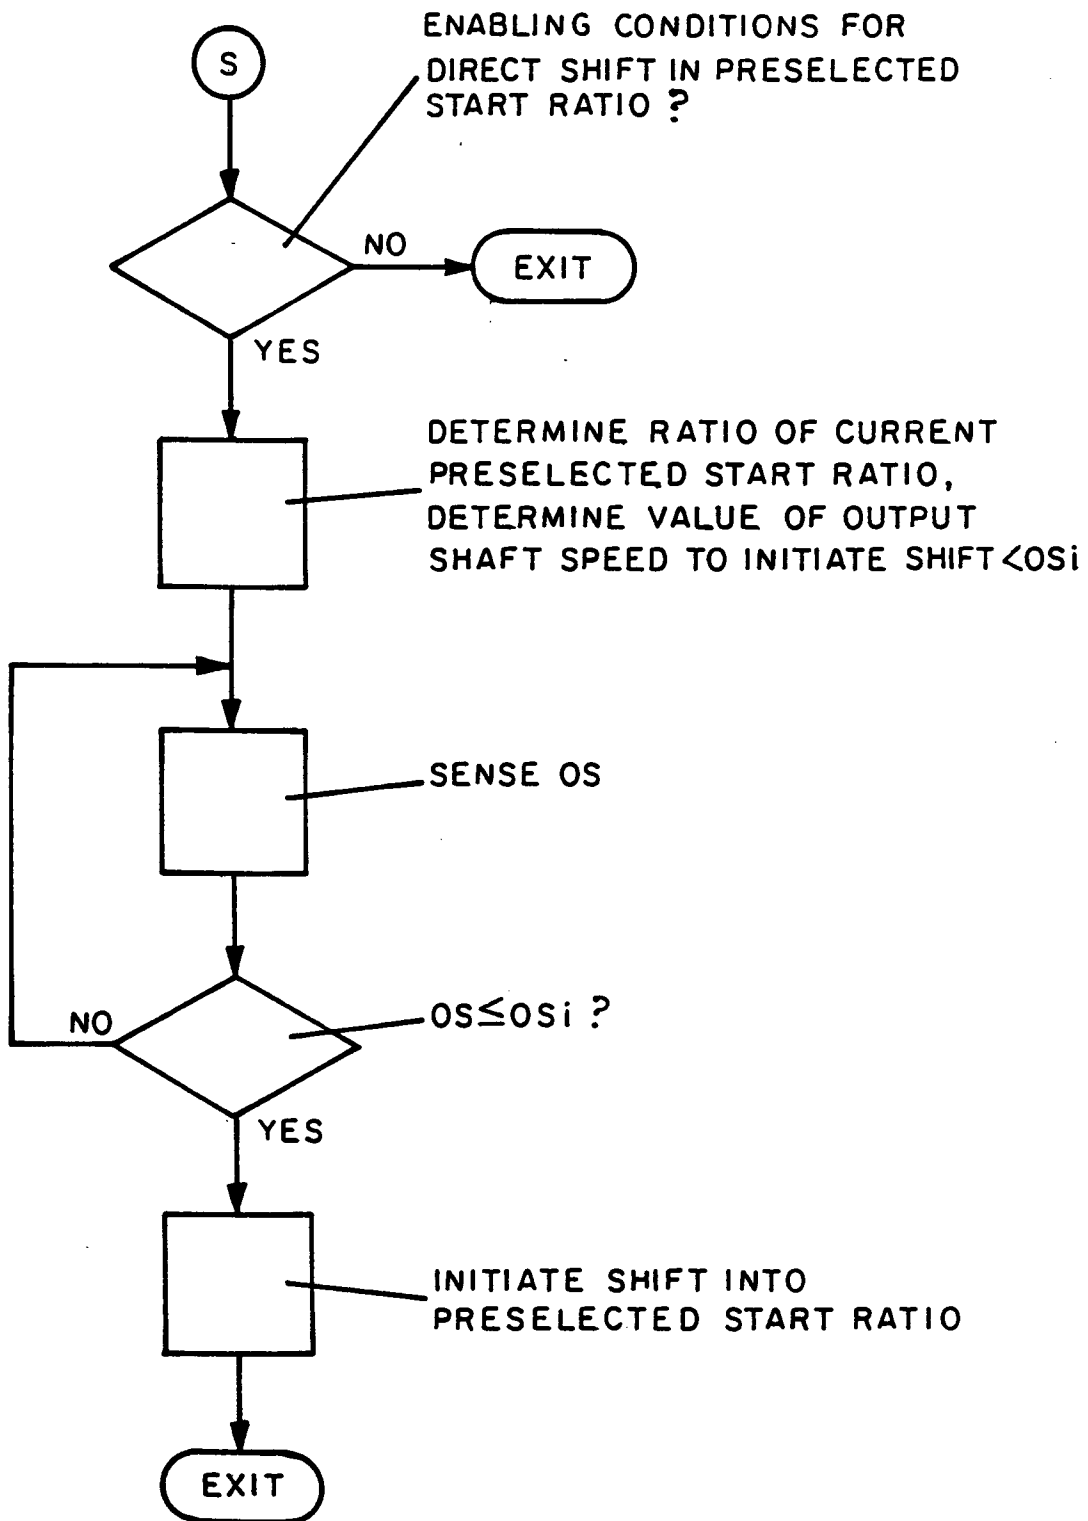 S
ENABLING CONDITIONS FOR
DIRECT SHIFT IN PRESELECTED
START RATIO ?
NO
EXIT
YES
DETERMINE RATIO OF CURRENT
PRESELECTED START RATIO,
DETERMINE VALUE OF OUTPUT
SHAFT SPEED TO INITIATE SHIFT<OSi
SENSE OS
OS≤OSi ?
NO
YES
INITIATE SHIFT INTO
PRESELECTED START RATIO
EXIT